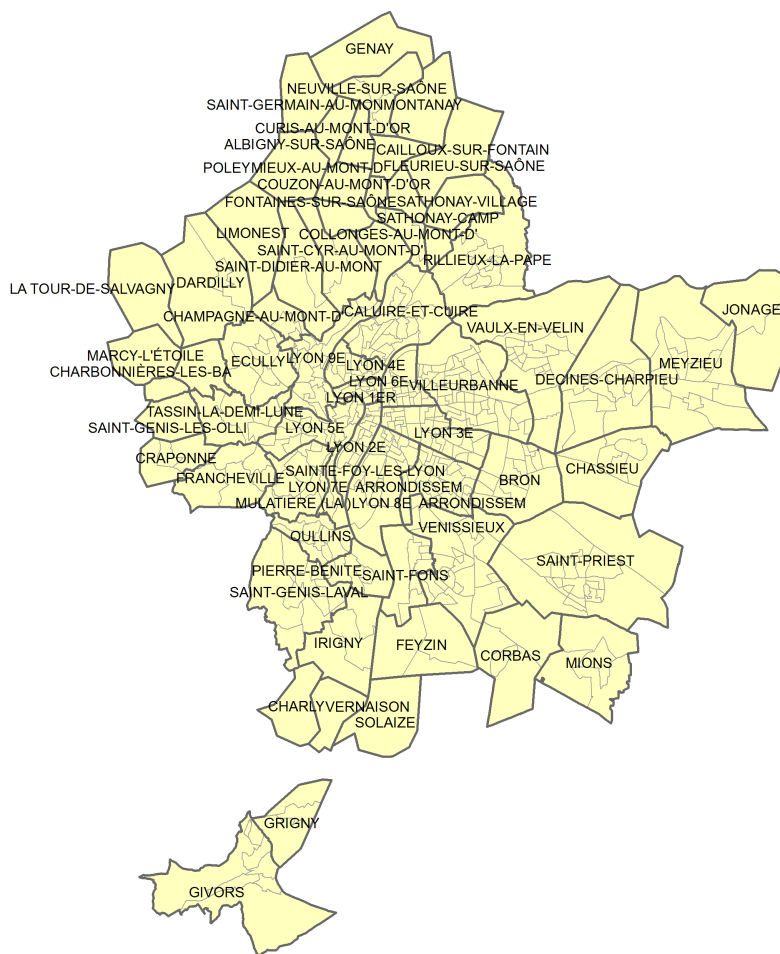 GENAY
NEUVILLE-SUR-SAÔNE
SAINT-GERMAIN-AU-MONMONTANAY
CURIS-AU-MONT-D'OR
ALBIGNY-SUR-SAÔNE
CAILLOUX-SUR-FONTAIN
POLEYMIEUX-AU-MONT-D'
FLEURIEU-SUR-SAÔNE
COUZON-AU-MONT-D'OR
FONTAINES-SUR-SAÔNE
SATHONAY-VILLAGE
SATHONAY-CAMP
LIMONEST
COLLONGES-AU-MONT-D'
SAINT-CYR-AU-MONT-D'
SAINT-DIDIER-AU-MONT
RILLIEUX-LA-PAPE
LA TOUR-DE-SALVAGNY
DARDILLY
JONAGE
CHAMPAGNE-AU-MONT-D'
CALUIRE-ET-CUIRE
VAULX-EN-VELIN
MARCY-L'ÉTOILE
ECULLY
LYON 9E
LYON 4E
MEYZIEU
CHARBONNIÈRES-LES-BA
LYON 6E
VILLEURBANNE
DECINES-CHARPIEU
LYON 1ER
TASSIN-LA-DEMI-LUNE
SAINT-GENIS-LES-OLLI
LYON 5E
LYON 3E
LYON 2E
CRAPONNE
FRANCHEVILLE
SAINTE-FOY-LES-LYON
BRON
CHASSIEU
LYON 7E ARRONDISSEM
MULATIERE (LA)
LYON 8E ARRONDISSEM
VENISSIEUX
OULLINS
SAINT-PRIEST
PIERRE-BENITE
SAINT-FONS
SAINT-GENIS-LAVAL
IRIGNY
FEYZIN
CORBAS
MIONS
CHARLY
VERNAISON
SOLAIZE
GRIGNY
GIVORS